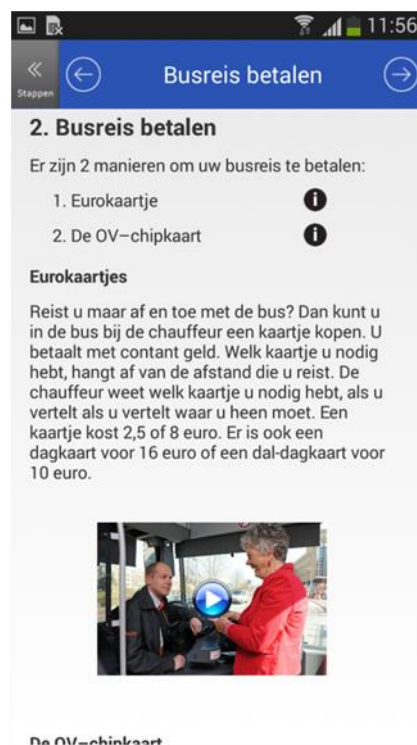 11:56
Stappen
Busreis betalen
2. Busreis betalen
Er zijn 2 manieren om uw busreis te betalen:
1. Eurokaartje
2. De OV-chipkaart
Eurokaartjes
Reist u maar af en toe met de bus? Dan kunt u
in de bus bij de chauffeur een kaartje kopen. U
betaalt met contant geld. Welk kaartje u nodig
hebt, hangt af van de afstand die u reist. De
chauffeur weet welk kaartje u nodig hebt, als u
vertelt als u vertelt waar u heen moet. Een
kaartje kost 2,5 of 8 euro. Er is ook een
dagkaart voor 16 euro of een dal-dagkaart voor
10 euro.
De OV-chipkaart